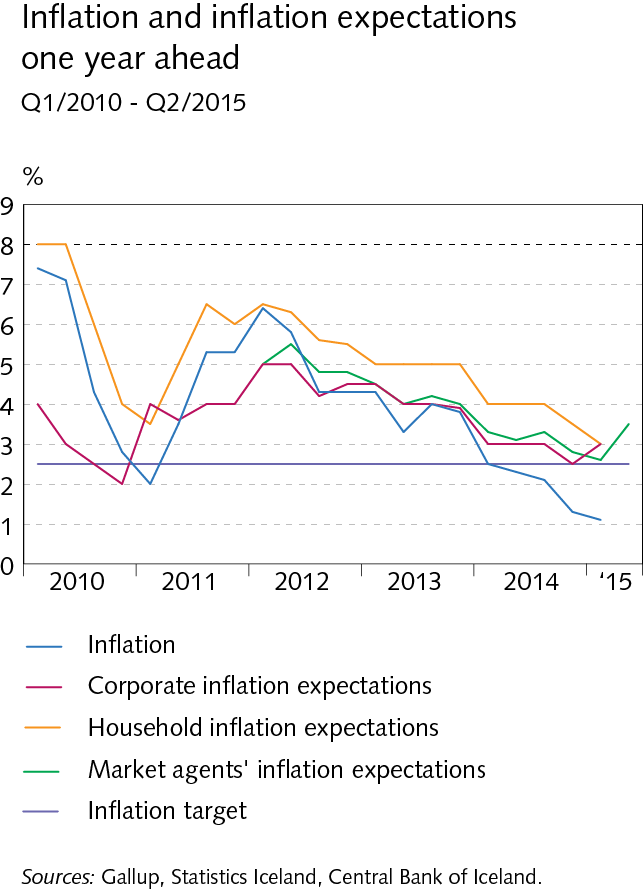 Inflation and inflation expectations
one year ahead
Q1/2010 - Q2/2015
%
9
8
7
6
5
4
3
2
1
0
2010 2011 2012 2013 2014 ‘15
Inflation
Corporate inflation expectations
Household inflation expectations
Market agents' inflation expectations
Inflation target
Sources: Gallup, Statistics Iceland, Central Bank of Iceland.